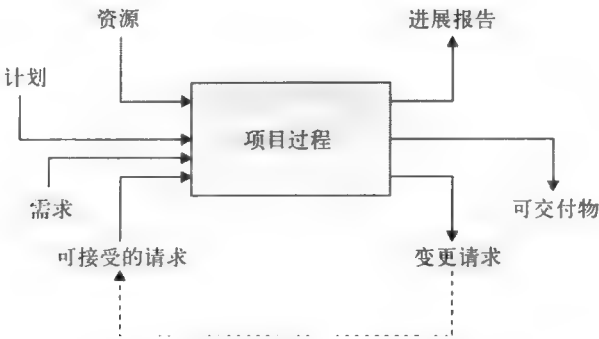 资源
进展报告
计划
项目过程
需求
可交付物
可接受的请求
变更请求